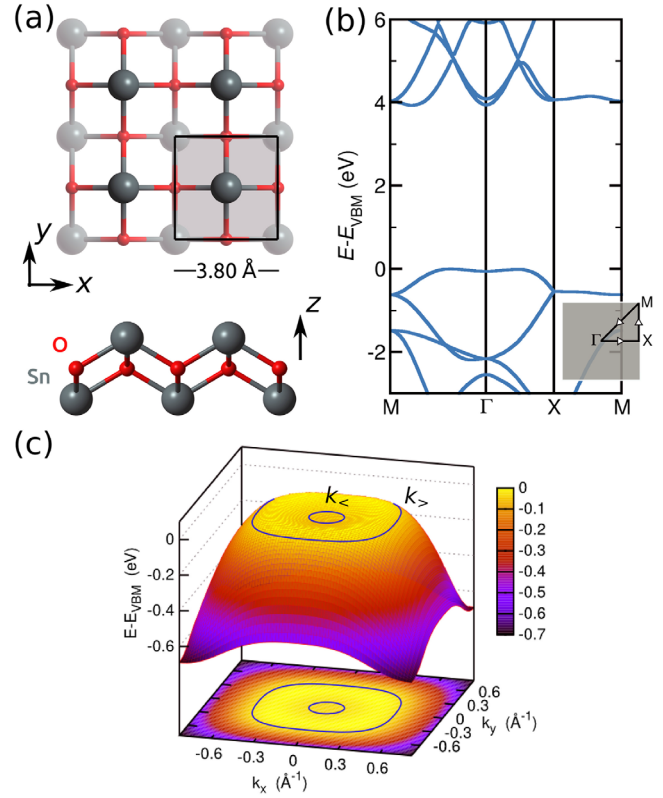 (a)
y
x
3.80 Å
z
O
Sn
(b)
E-E_VBM (eV)
6
4
2
0
-2
M Γ X M
M
Γ X
(c)
k<
k>
E-E_VBM (eV)
0
-0.2
-0.4
-0.6
0
-0.1
-0.2
-0.3
-0.4
-0.5
-0.6
-0.7
-0.6 -0.3 0 0.3 0.6
k_x (Å⁻¹)
0.6
0.3
0
-0.3
-0.6
k_y (Å⁻¹)